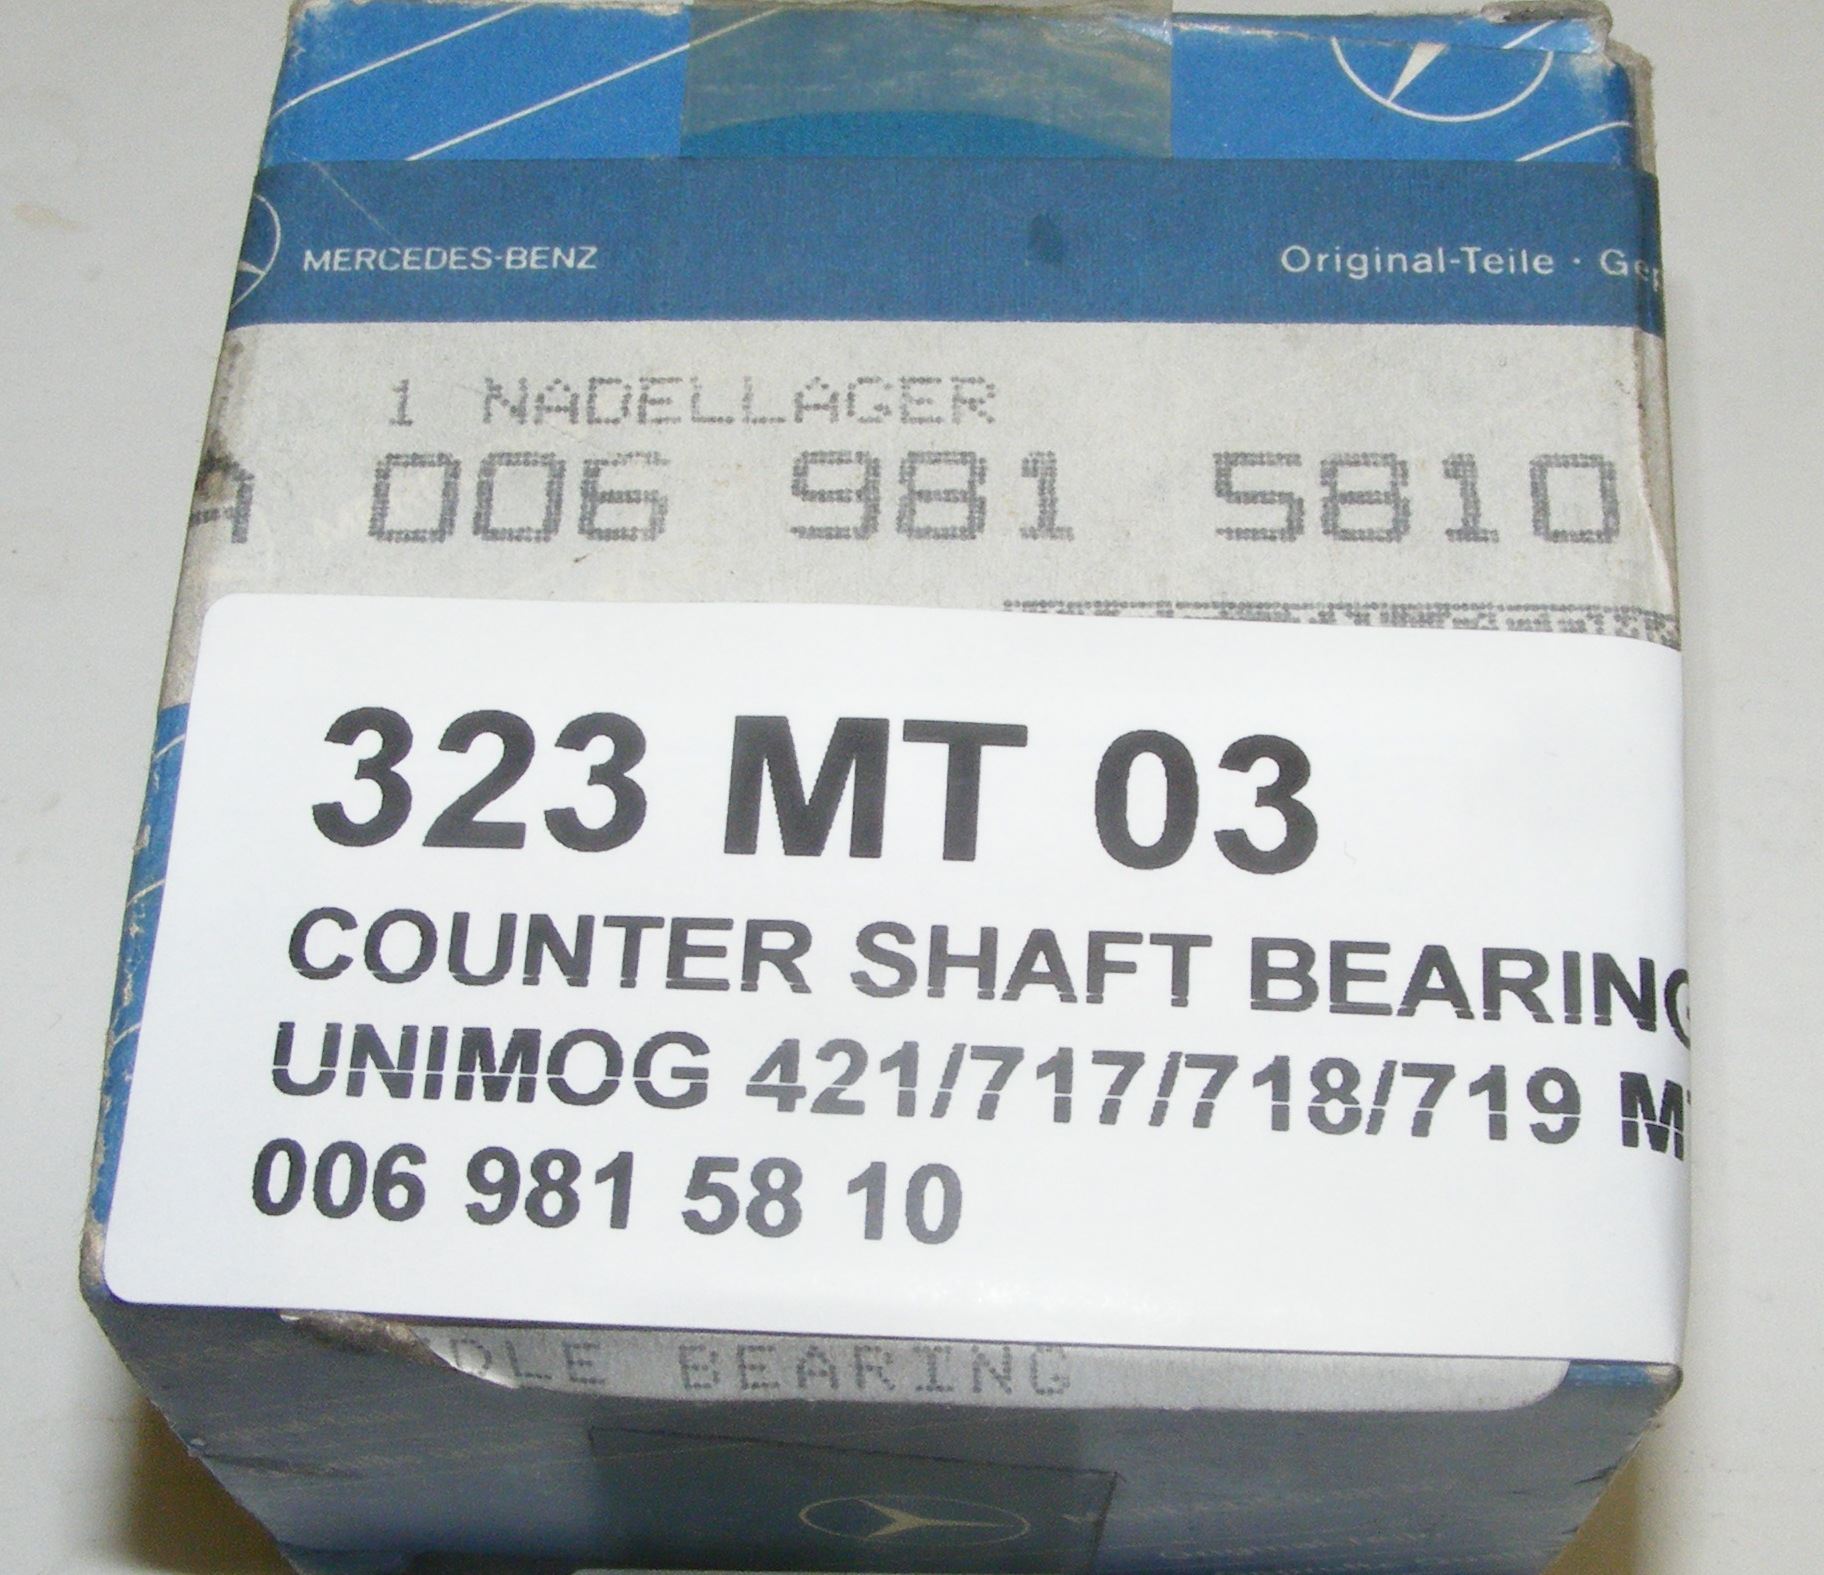 MERCEDES-BENZ
Original-Teile ·
1 NADELLAGER
A 006 981 5810
323 MT 03
COUNTER SHAFT BEARING
UNIMOG 421/717/718/719
006 981 58 10
BEARING